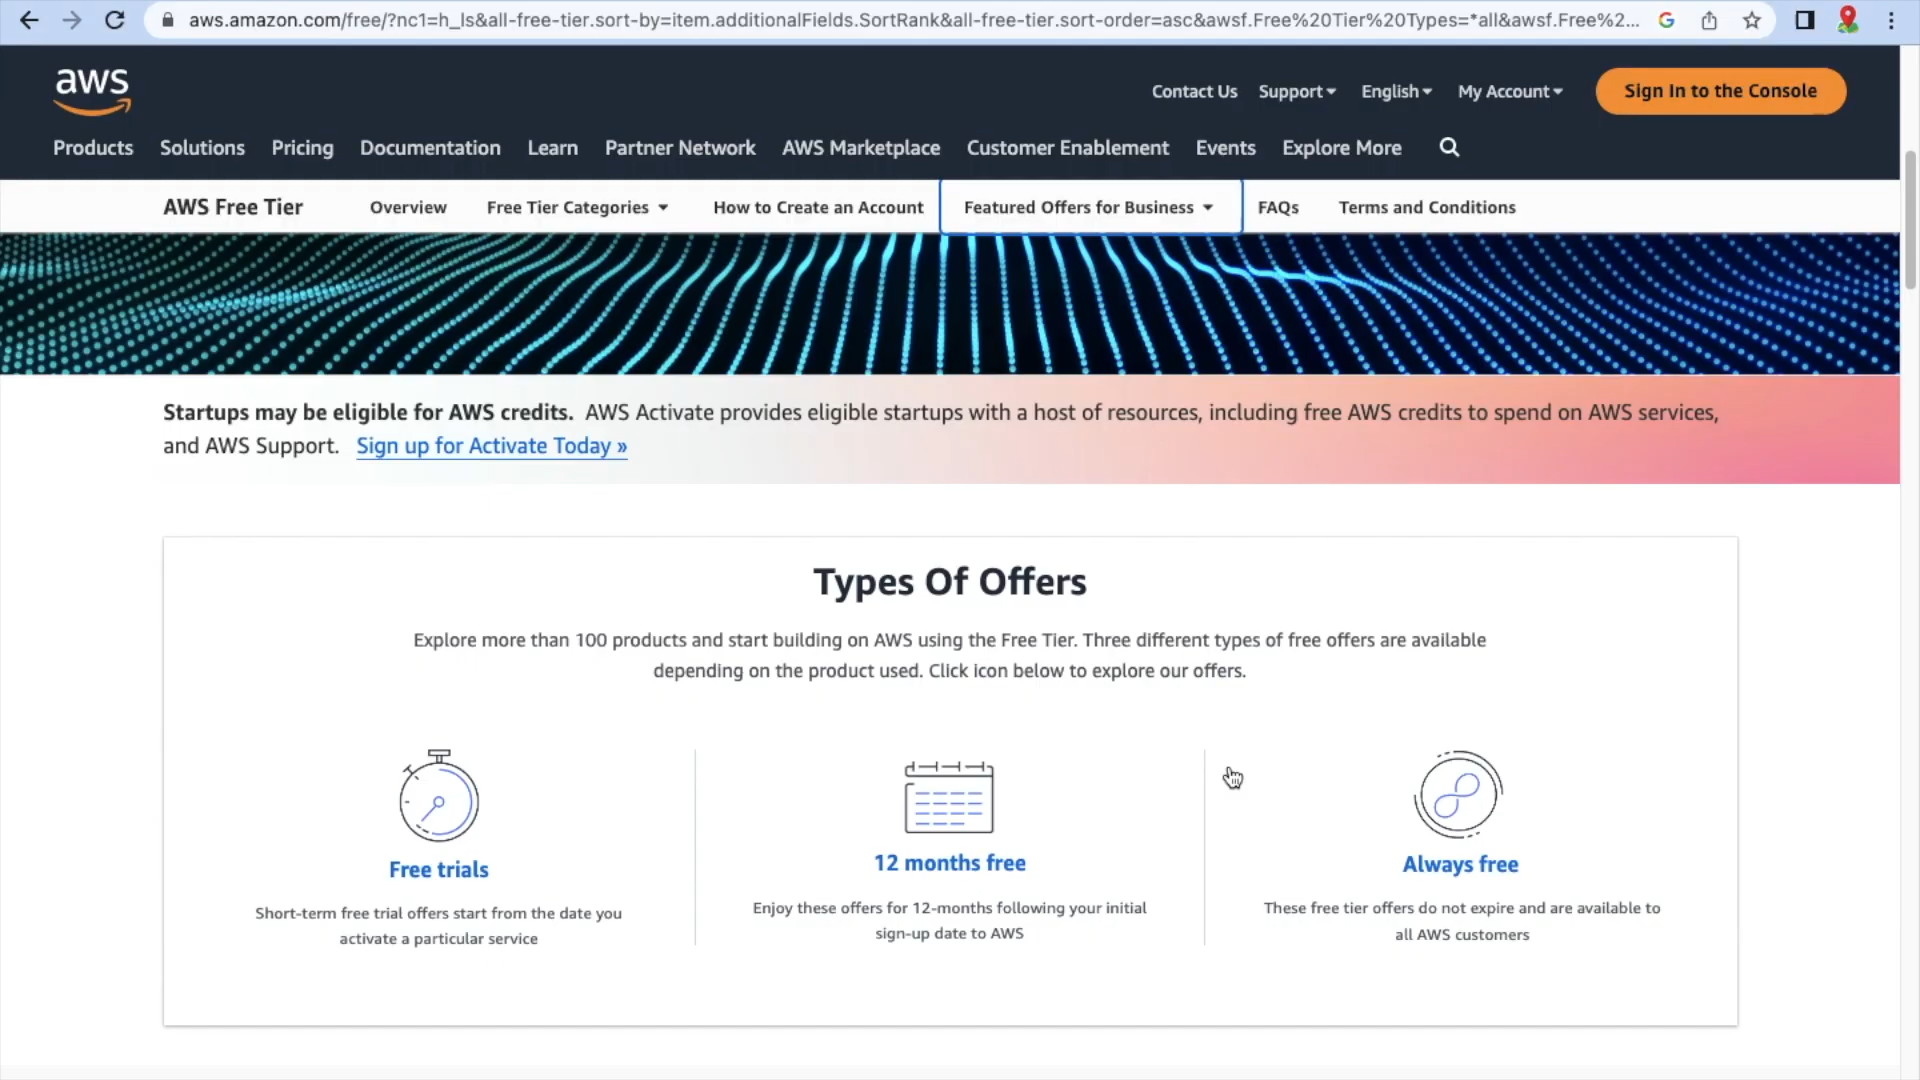 aws.amazon.com/free/?nc1=h_ls&all-free-tier.sort-by=item.additionalFields.SortRank&all-free-tier.sort-order=asc&awsf.Free%20Tier%20Types=*all&awsf.Free%2...
aws
Contact Us Support English My Account Sign In to the Console
Products Solutions Pricing Documentation Learn Partner Network AWS Marketplace Customer Enablement Events Explore More
AWS Free Tier Overview Free Tier Categories How to Create an Account Featured Offers for Business FAQs Terms and Conditions
Startups may be eligible for AWS credits. AWS Activate provides eligible startups with a host of resources, including free AWS credits to spend on AWS services,
and AWS Support. Sign up for Activate Today »
Types Of Offers
Explore more than 100 products and start building on AWS using the Free Tier. Three different types of free offers are available
depending on the product used. Click icon below to explore our offers.
Free trials
Short-term free trial offers start from the date you
activate a particular service
12 months free
Enjoy these offers for 12-months following your initial
sign-up date to AWS
Always free
These free tier offers do not expire and are available to
all AWS customers